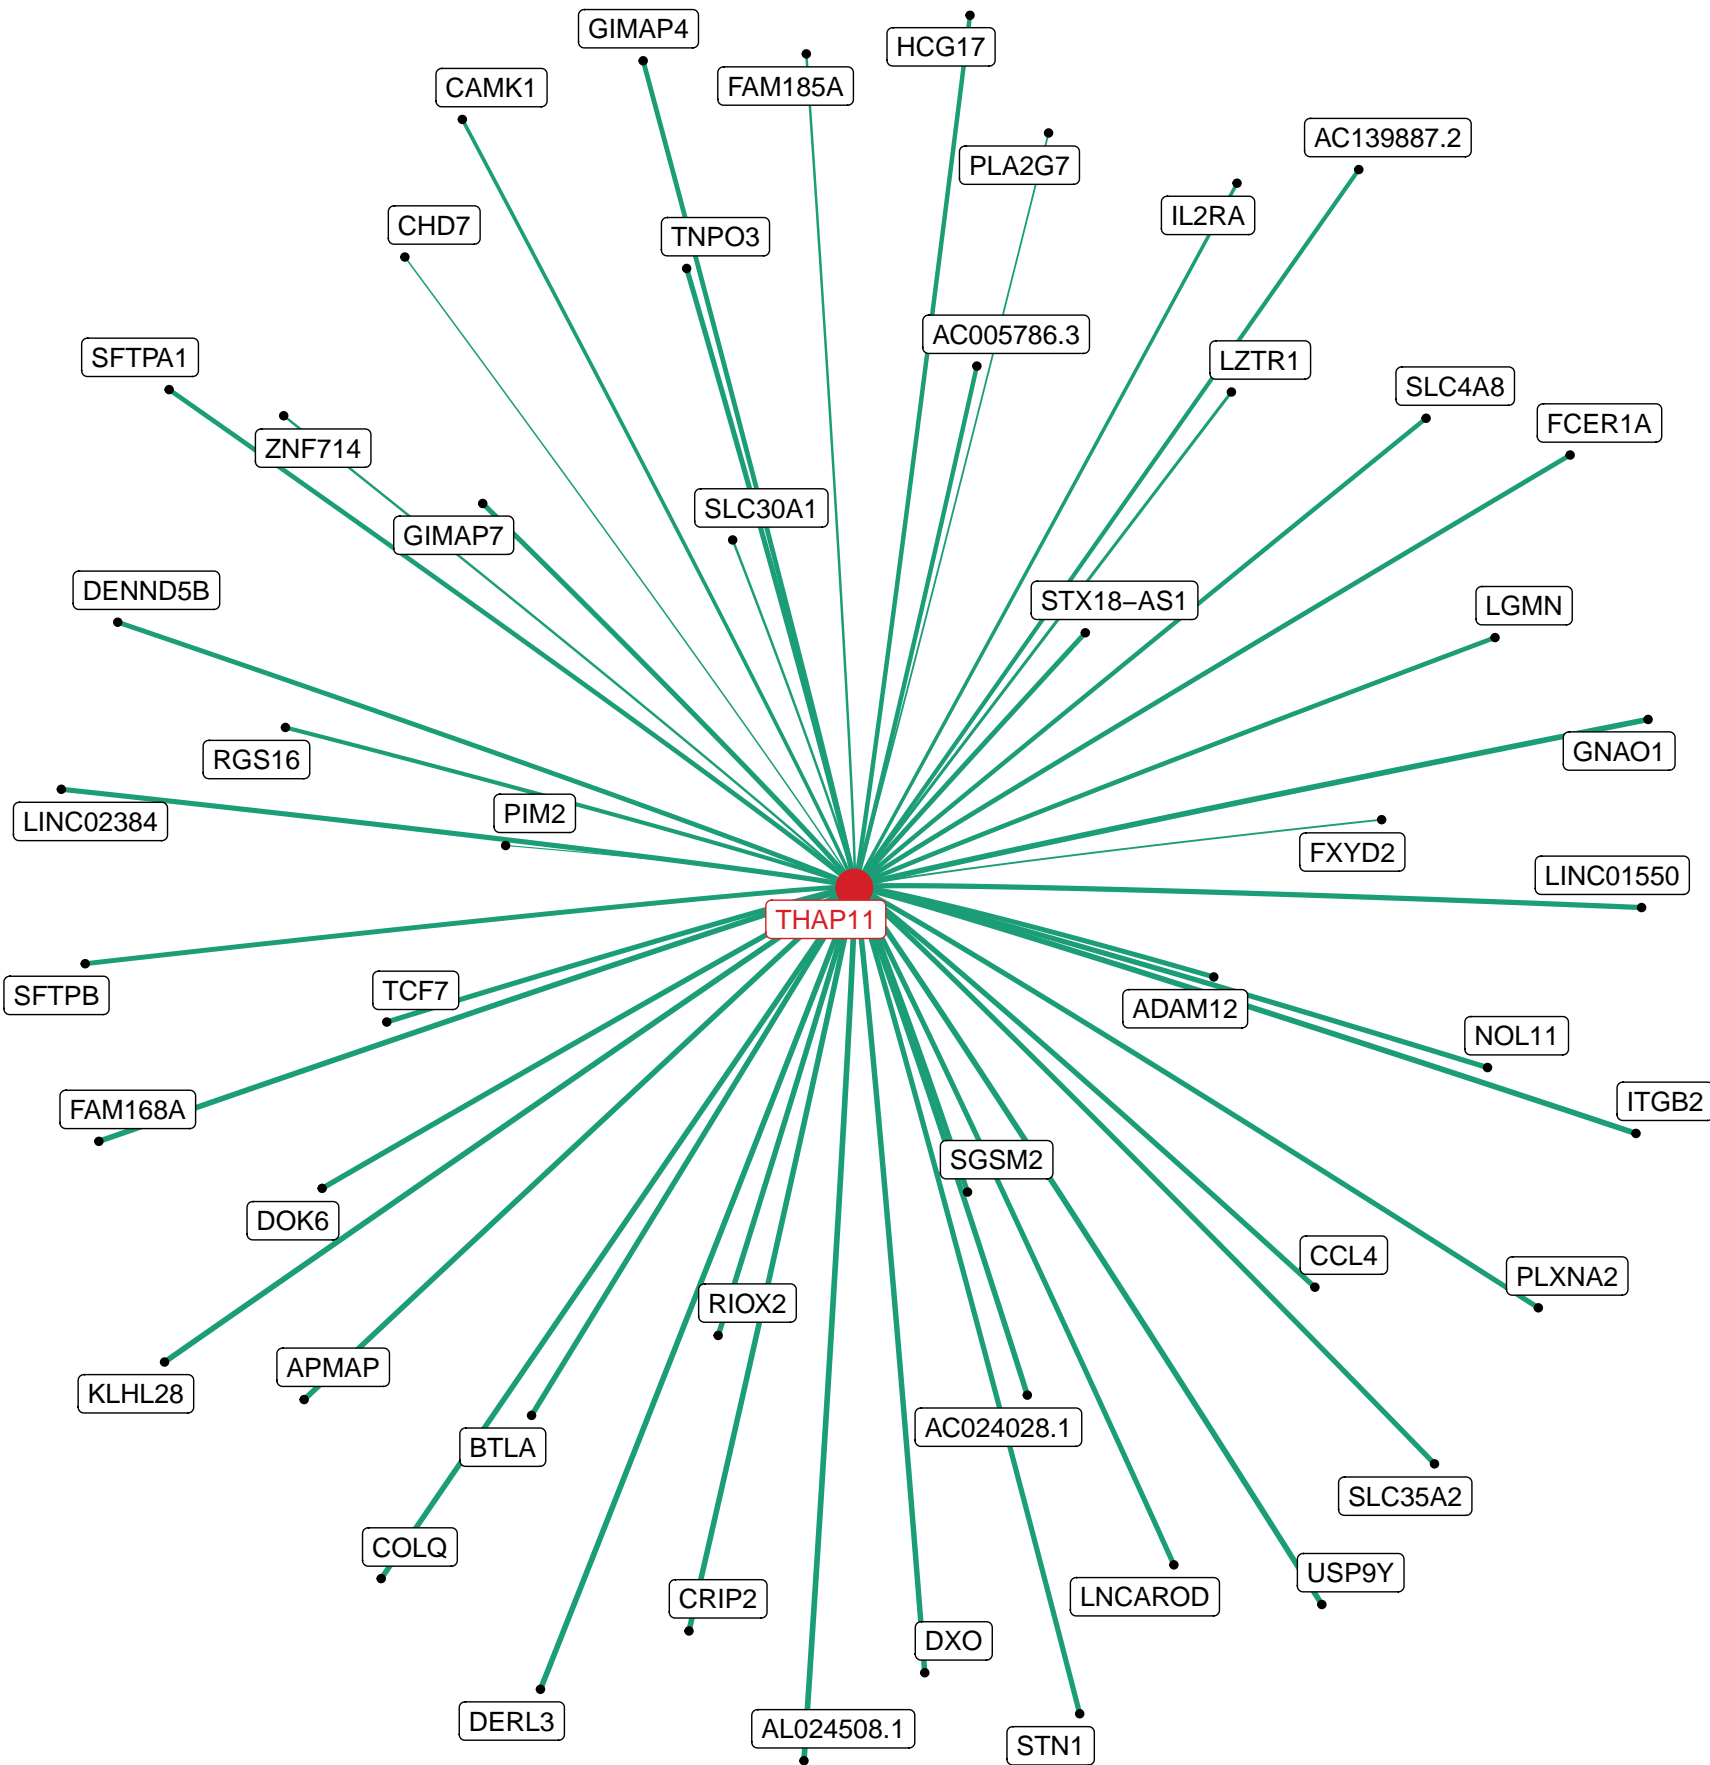 GIMAP4
HCG17
CAMK1
FAM185A
AC139887.2
PLA2G7
IL2RA
CHD7
TNPO3
AC005786.3
SFTPA1
LZTR1
SLC4A8
FCER1A
ZNF714
SLC30A1
GIMAP7
DENND5B
STX18–AS1
LGMN
GNAO1
RGS16
PIM2
LINC02384
FXYD2
LINC01550
THAP11
TCF7
SFTPB
ADAM12
NOL11
ITGB2
FAM168A
SGSM2
DOK6
CCL4
PLXNA2
RIOX2
APMAP
KLHL28
AC024028.1
BTLA
SLC35A2
COLQ
USP9Y
LNCAROD
CRIP2
DXO
DERL3
AL024508.1
STN1